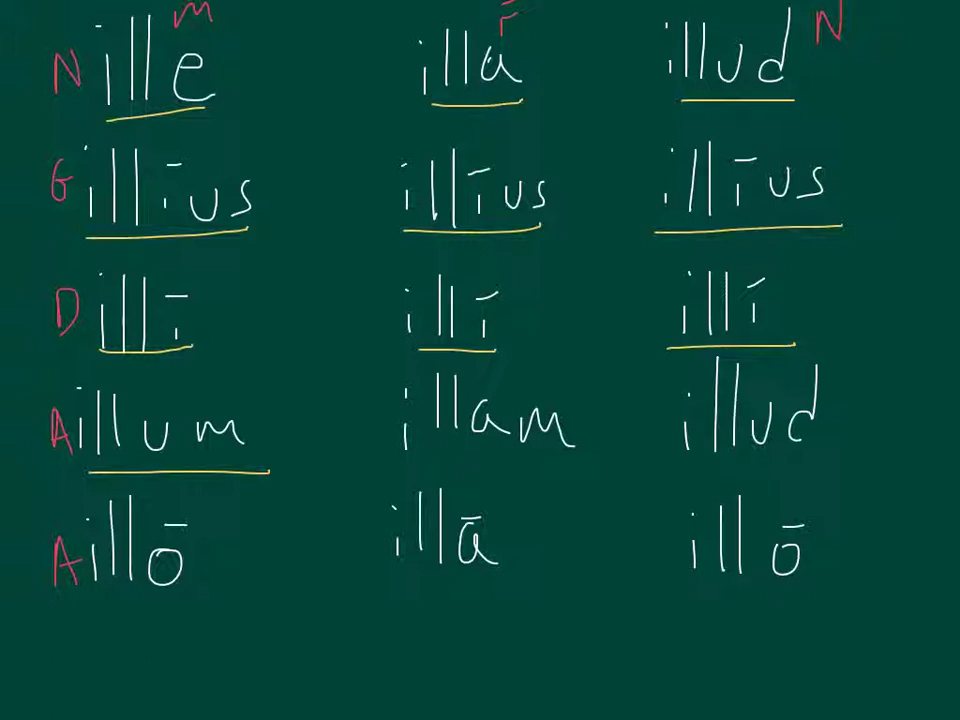 m F N
N ille illa illud
G illīus illīus illīus
D illī illī illī
A illum illam illud
A illō illā illō